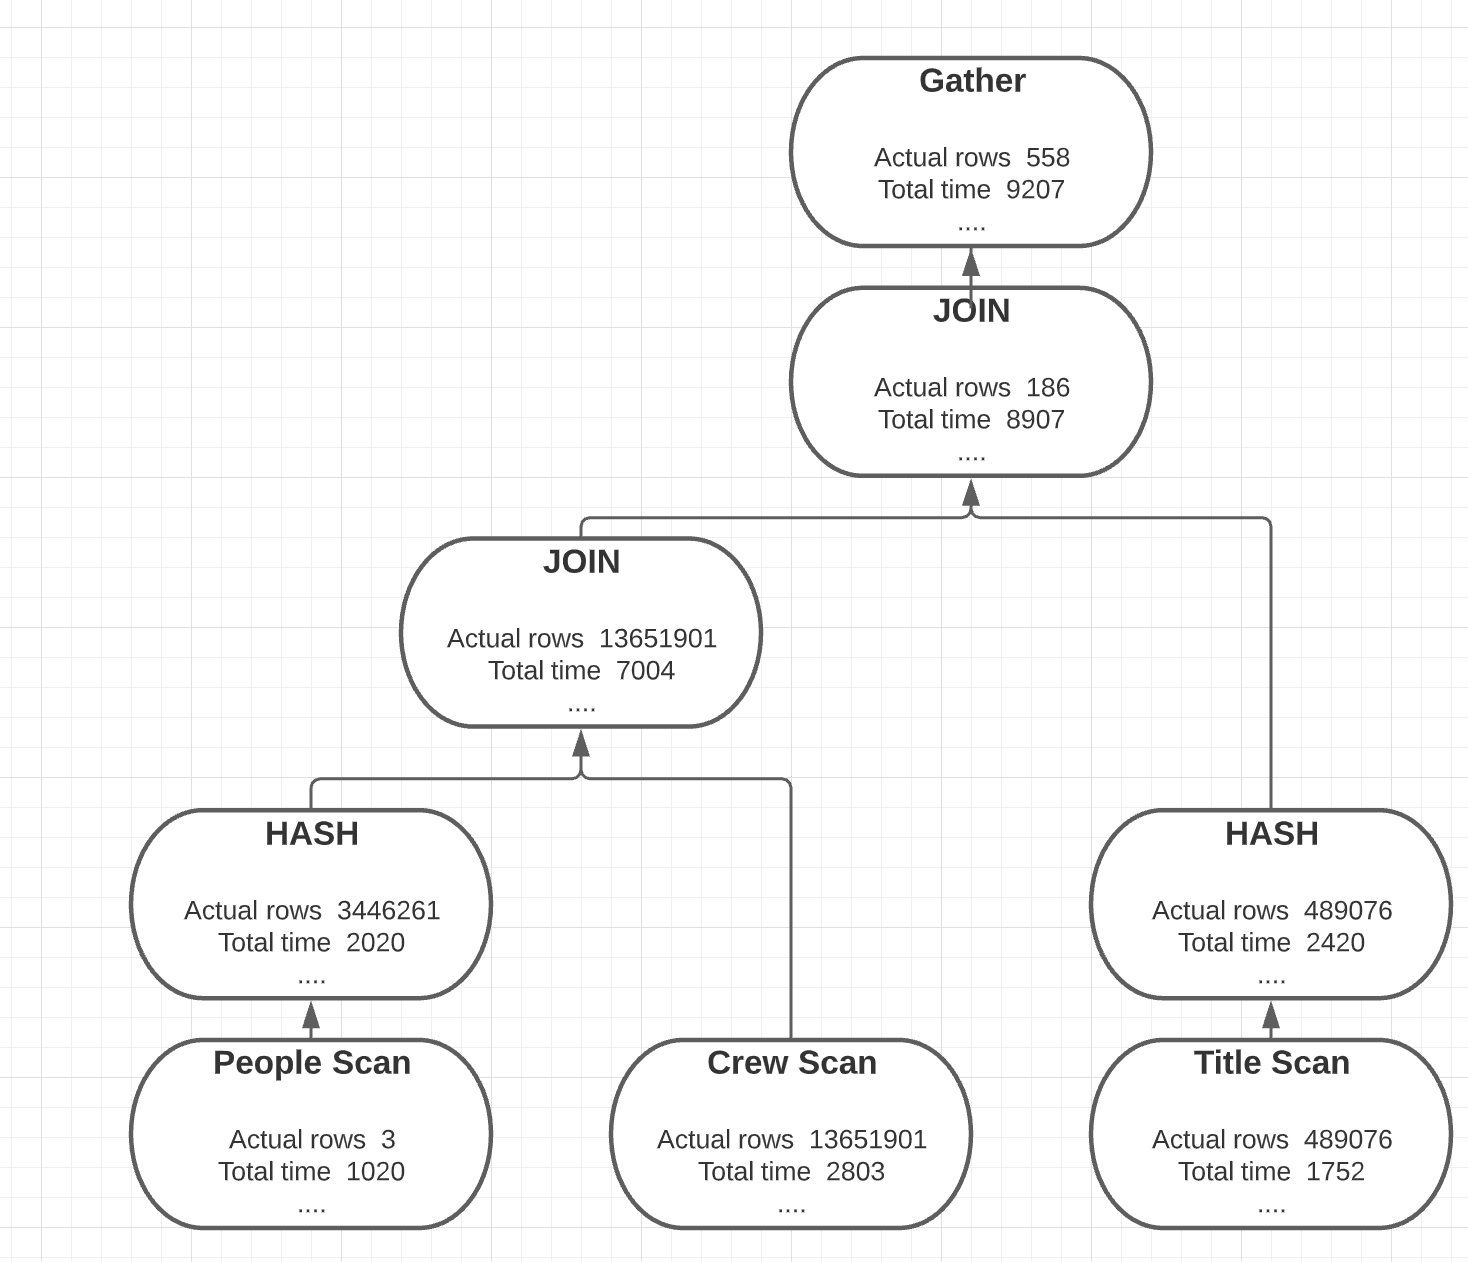 Gather
Actual rows  558
Total time  9207
....
JOIN
Actual rows  186
Total time  8907
....
JOIN
Actual rows  13651901
Total time  7004
....
HASH
Actual rows  3446261
Total time  2020
....
HASH
Actual rows  489076
Total time  2420
....
People Scan
Actual rows  3
Total time  1020
....
Crew Scan
Actual rows  13651901
Total time  2803
....
Title Scan
Actual rows  489076
Total time  1752
....